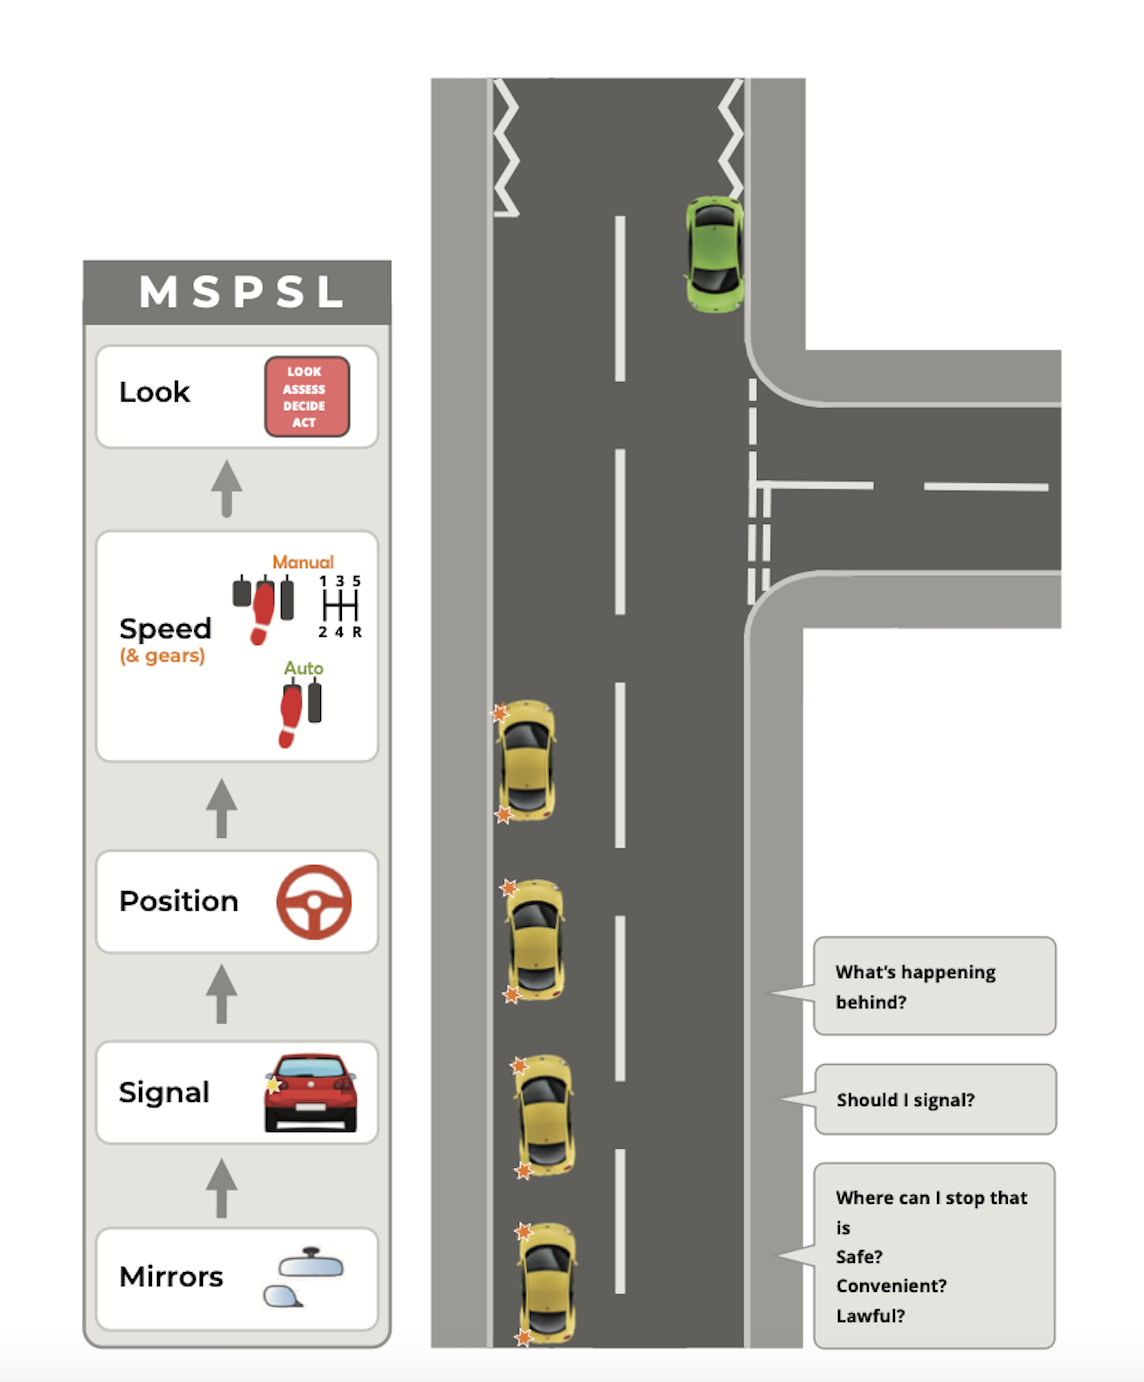 MSPSL
Look
LOOK
ASSESS
DECIDE
ACT
Manual
1 3 5
2 4 R
Speed
(& gears)
Auto
Position
Signal
Mirrors
What's happening
behind?
Should I signal?
Where can I stop that
is
Safe?
Convenient?
Lawful?